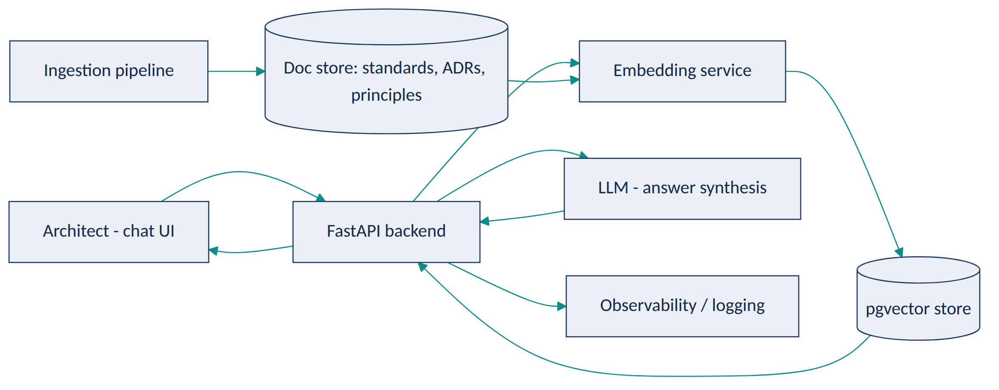 Ingestion pipeline
Doc store: standards, ADRs,
principles
Embedding service
LLM - answer synthesis
Architect - chat UI
FastAPI backend
Observability / logging
pgvector store